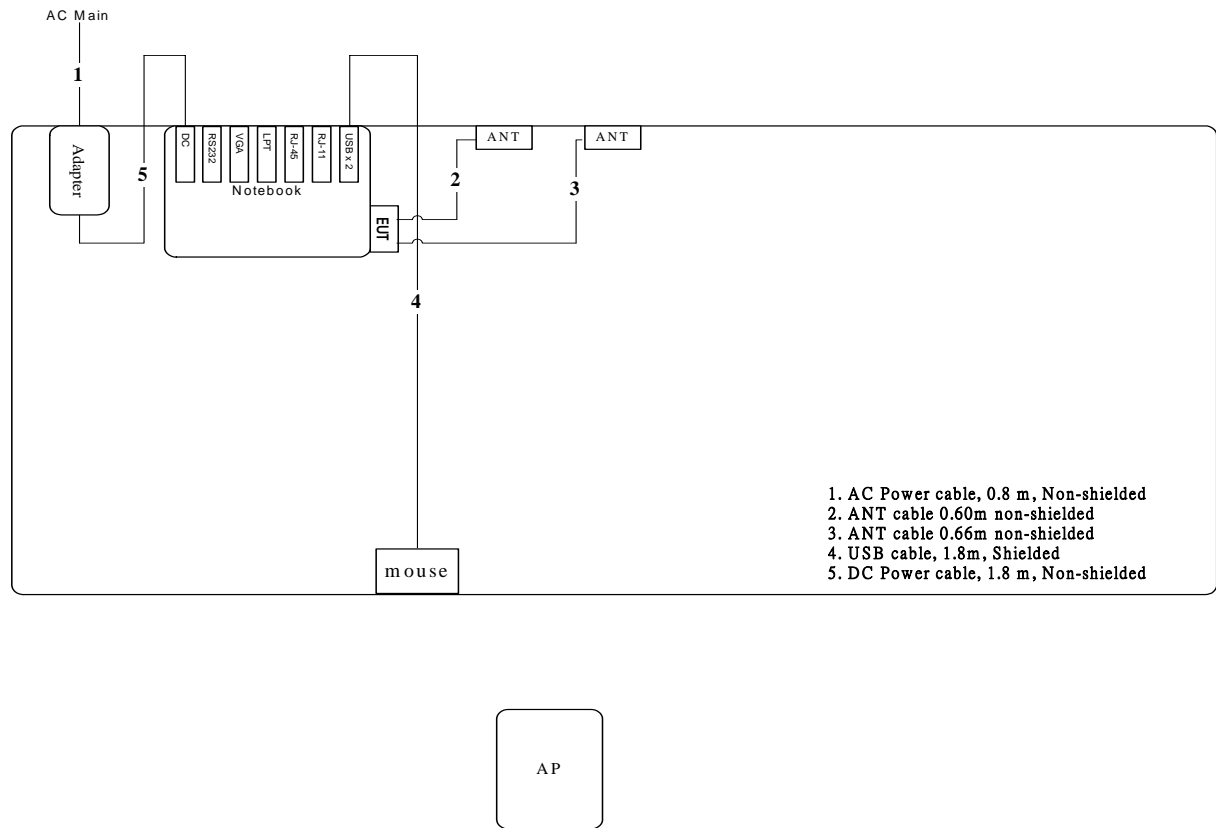 AC Main
1
Adapter
5
DC
RS232
VGA
LPT
RJ-45
RJ-11
USB x 2
Notebook
EUT
ANT
ANT
2
3
4
mouse
1. AC Power cable, 0.8 m, Non-shielded
2. ANT cable 0.60m non-shielded
3. ANT cable 0.66m non-shielded
4. USB cable, 1.8m, Shielded
5. DC Power cable, 1.8 m, Non-shielded
AP